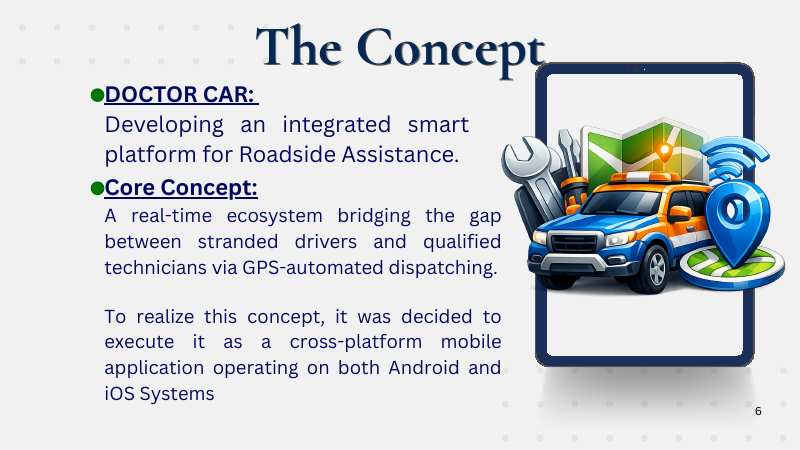 The Concept
DOCTOR CAR:
Developing an integrated smart
platform for Roadside Assistance.
Core Concept:
A real-time ecosystem bridging the gap
between stranded drivers and qualified
technicians via GPS-automated dispatching.
To realize this concept, it was decided to
execute it as a cross-platform mobile
application operating on both Android and
iOS Systems
6